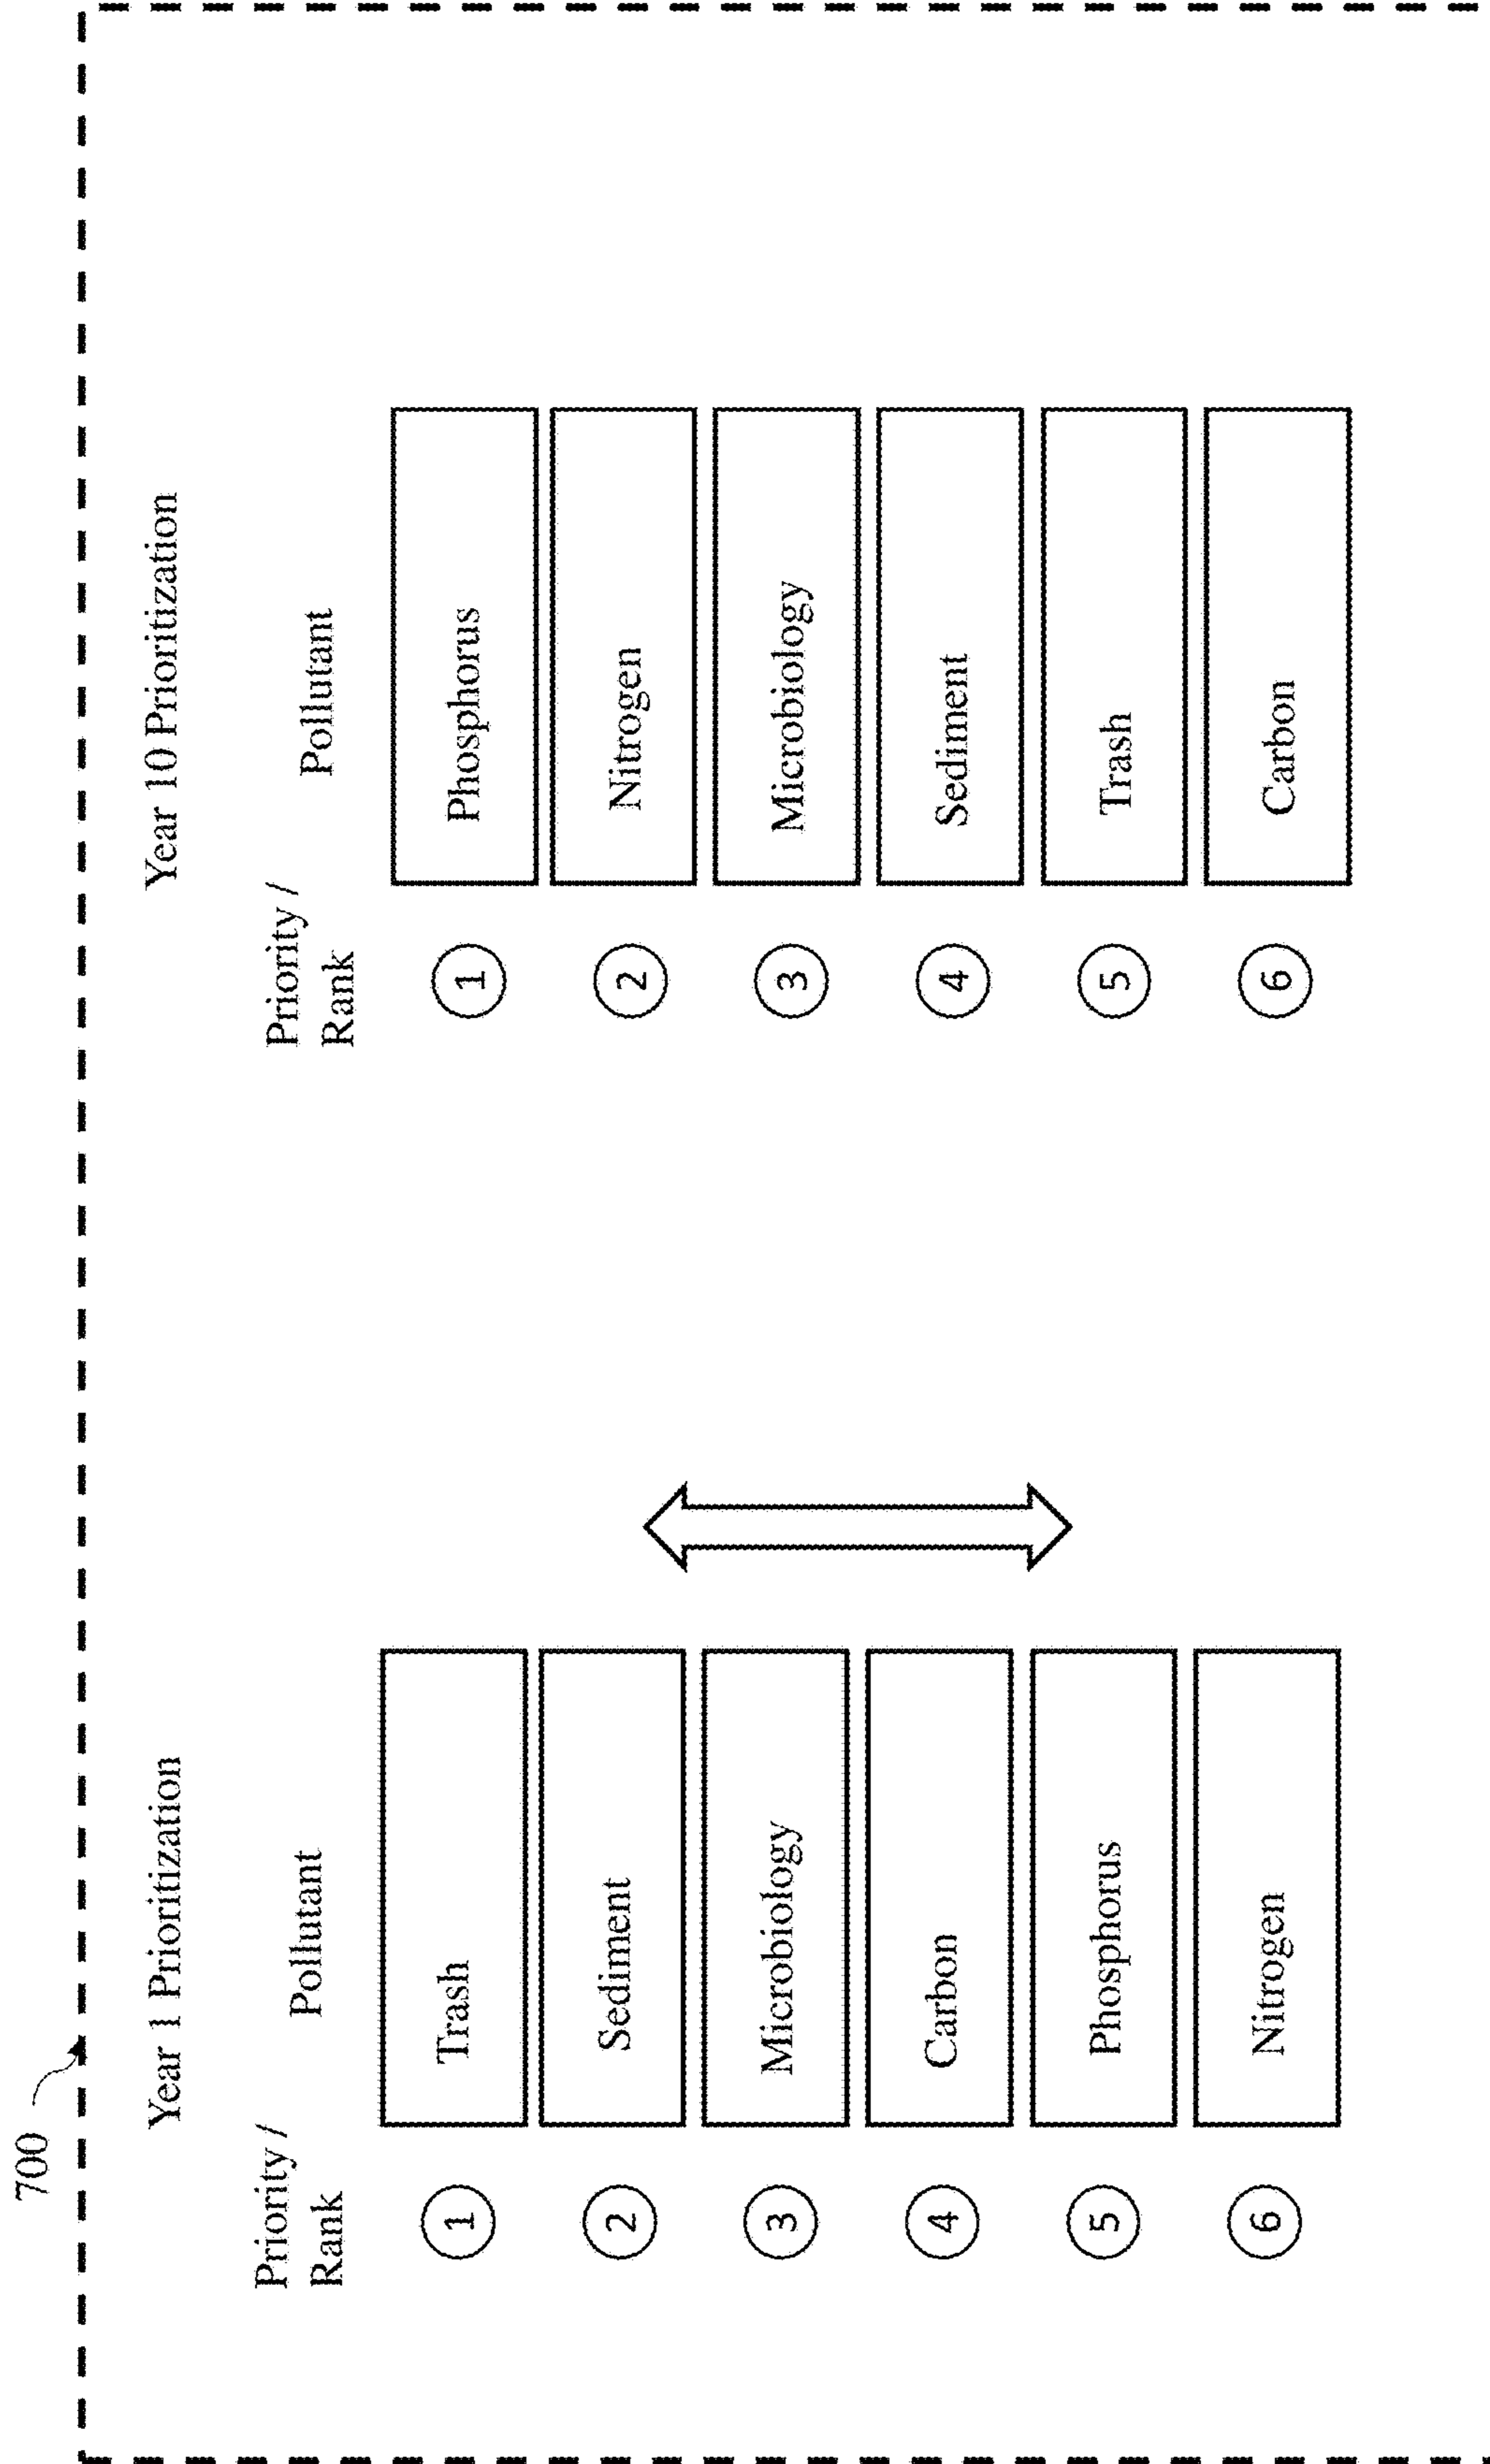 700
Year 1 Prioritization
Priority /
Rank
Pollutant
1
Trash
2
Sediment
3
Microbiology
4
Carbon
5
Phosphorus
6
Nitrogen
Year 10 Prioritization
Priority /
Rank
Pollutant
1
Phosphorus
2
Nitrogen
3
Microbiology
4
Sediment
5
Trash
6
Carbon